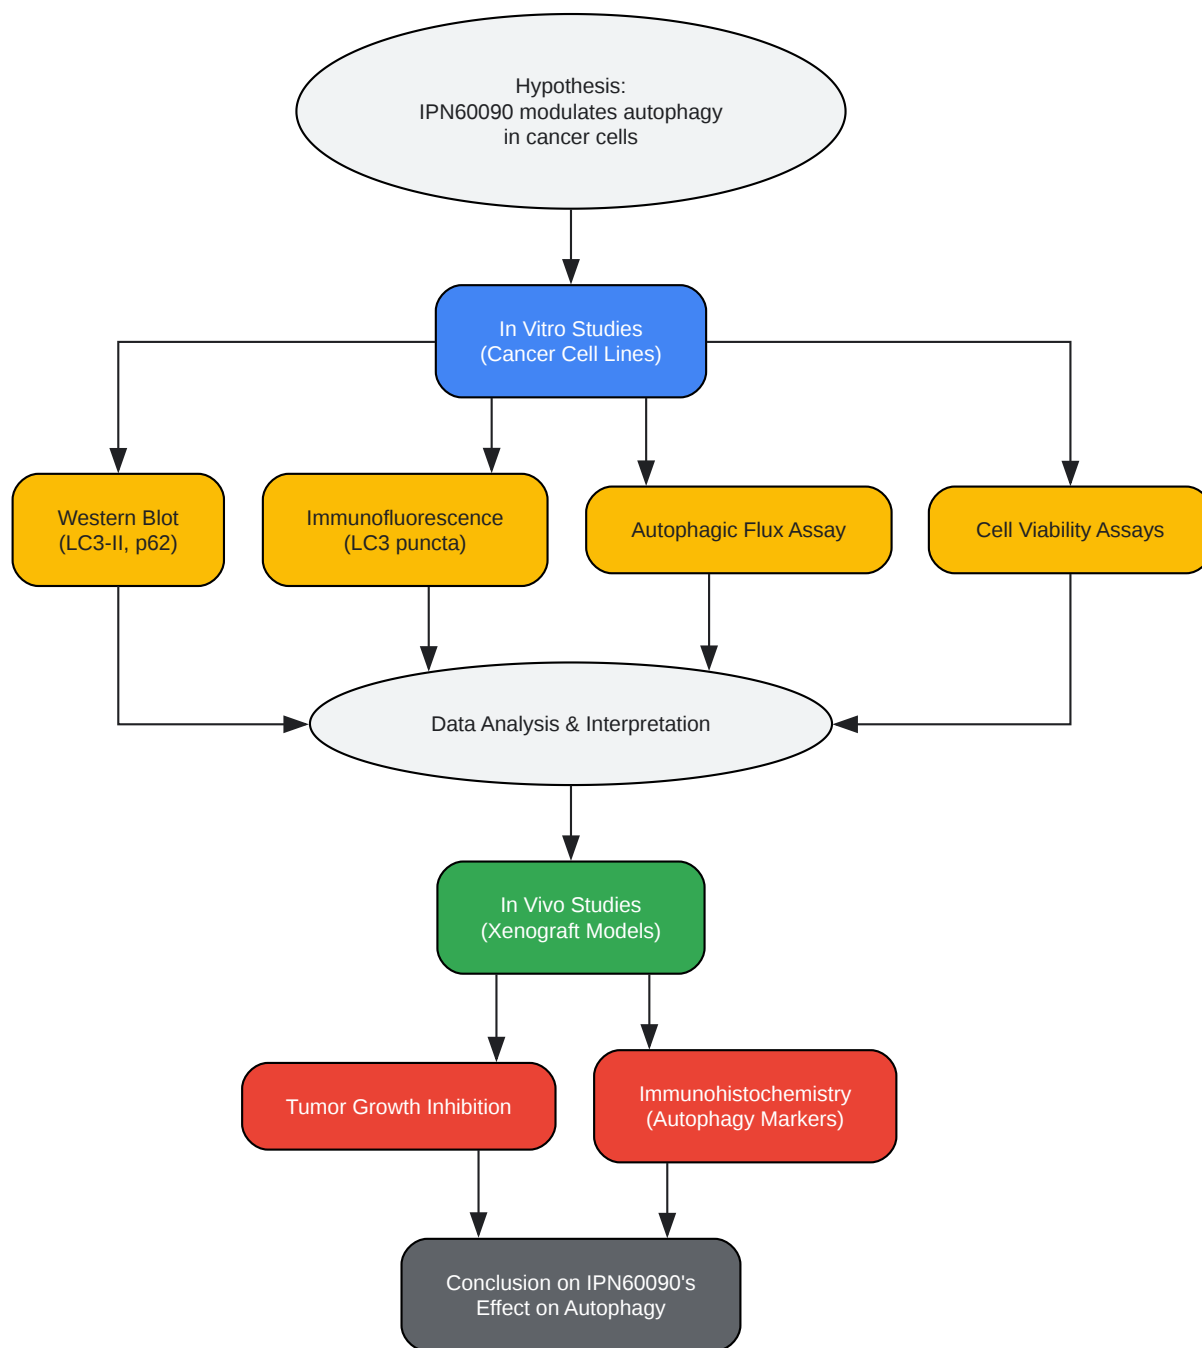 Hypothesis:
IPN60090 modulates autophagy
in cancer cells
In Vitro Studies
(Cancer Cell Lines)
Western Blot
(LC3-II, p62)
Immunofluorescence
(LC3 puncta)
Autophagic Flux Assay
Cell Viability Assays
Data Analysis & Interpretation
In Vivo Studies
(Xenograft Models)
Tumor Growth Inhibition
Immunohistochemistry
(Autophagy Markers)
Conclusion on IPN60090's
Effect on Autophagy